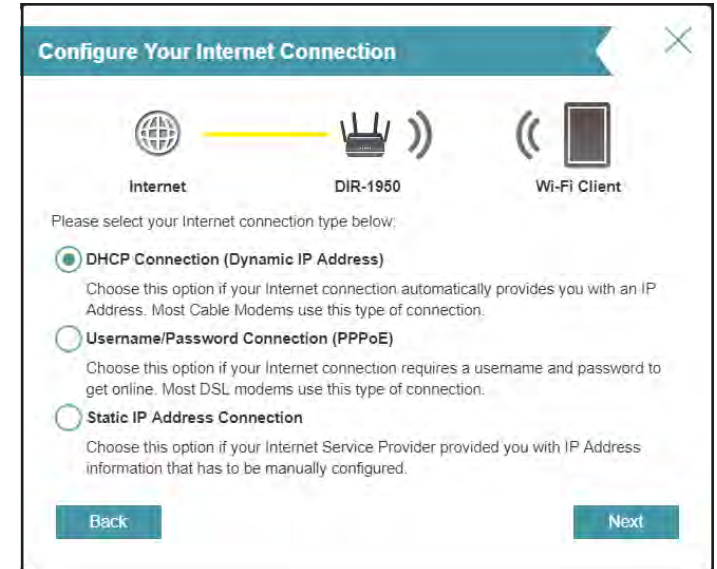 Configure Your Internet Connection
Internet
DIR-1950
Wi-Fi Client
Please select your Internet connection type below:
DHCP Connection (Dynamic IP Address)
Choose this option if your Internet connection automatically provides you with an IP
Address. Most Cable Modems use this type of connection.
Username/Password Connection (PPPoE)
Choose this option if your Internet connection requires a username and password to
get online. Most DSL modems use this type of connection.
Static IP Address Connection
Choose this option if your Internet Service Provider provided you with IP Address
information that has to be manually configured.
Back
Next